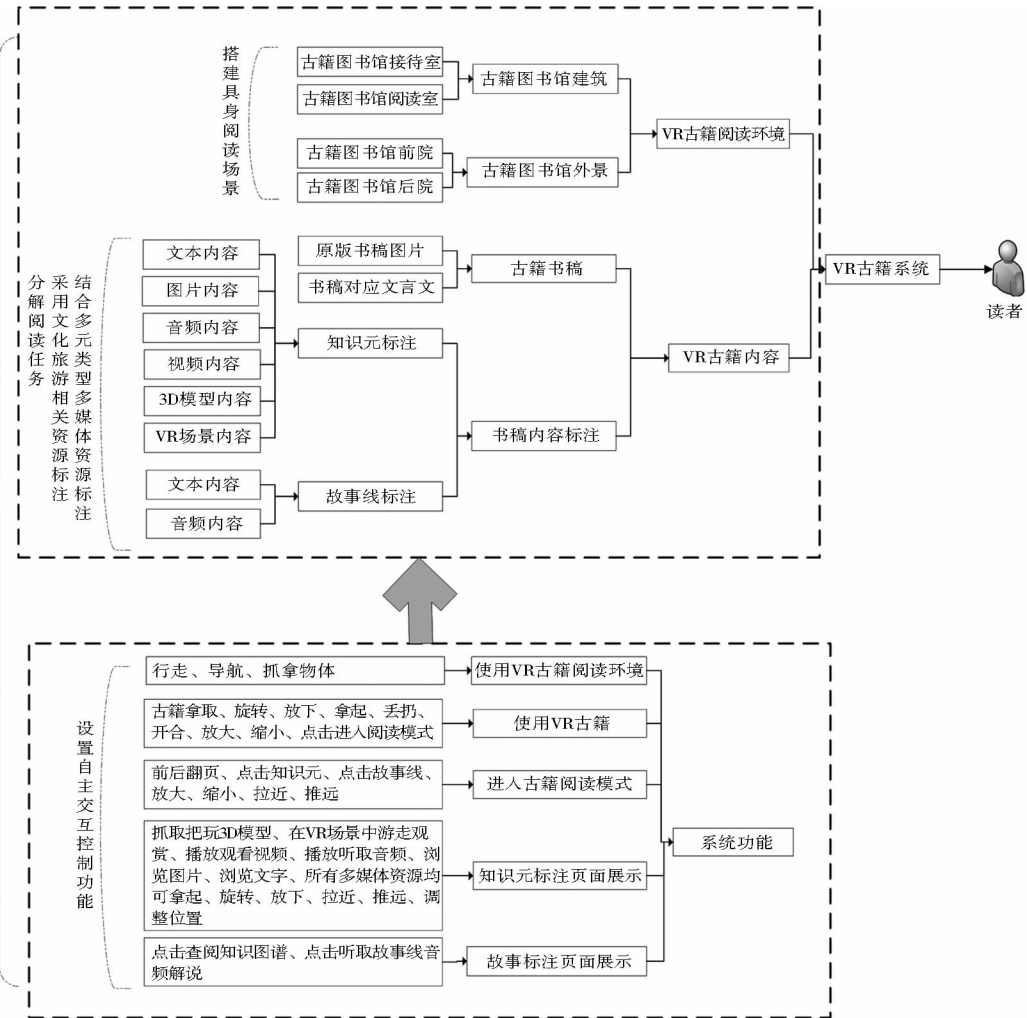 搭建具身阅读场景
古籍图书馆接待室
古籍图书馆阅读室
古籍图书馆建筑
古籍图书馆前院
古籍图书馆后院
古籍图书馆外景
VR古籍阅读环境
结合多元类型多媒体资源标注
采用文化旅游相关资源标注
分解阅读任务
文本内容
图片内容
音频内容
视频内容
3D模型内容
VR场景内容
文本内容
音频内容
原版书稿图片
书稿对应文言文
古籍书稿
知识元标注
故事线标注
书稿内容标注
VR古籍内容
VR古籍系统
读者
设置自主交互控制功能
行走、导航、抓拿物体
使用VR古籍阅读环境
古籍拿取、旋转、放下、拿起、丢扔、
开合、放大、缩小、点击进入阅读模式
使用VR古籍
前后翻页、点击知识元、点击故事线、
放大、缩小、拉近、推远
进入古籍阅读模式
抓取把玩3D模型、在VR场景中游走观
赏、播放观看视频、播放听取音频、浏
览图片、浏览文字、所有多媒体资源均
可拿起、旋转、放下、拉近、推远、调
整位置
知识元标注页面展示
点击查阅知识图谱、点击听取故事线音
频解说
故事标注页面展示
系统功能